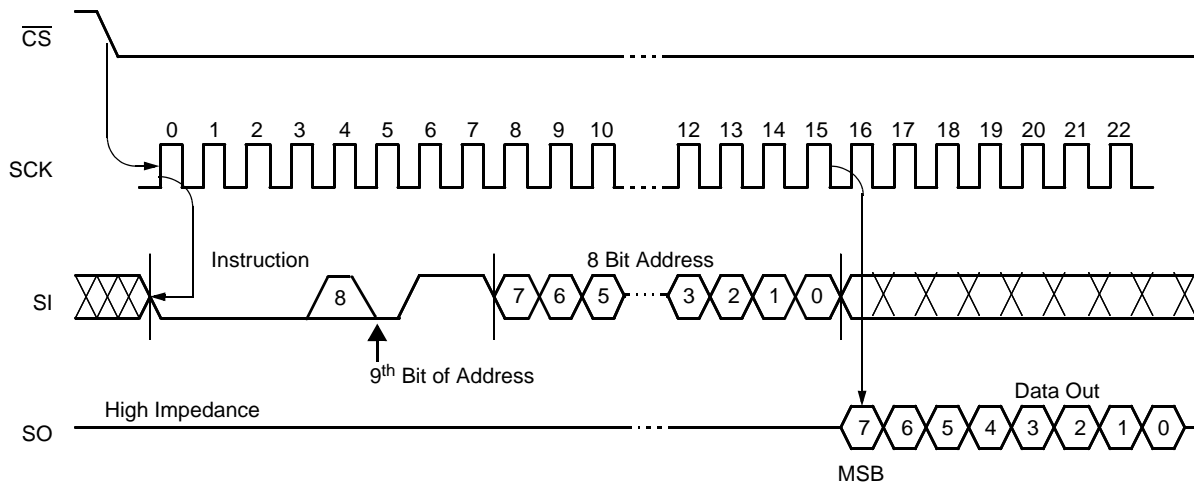 CS
0 1 2 3 4 5 6 7 8 9 10 12 13 14 15 16 17 18 19 20 21 22
SCK
Instruction 8 Bit Address
SI 8 7 6 5 3 2 1 0
9th Bit of Address
High Impedance Data Out
SO 7 6 5 4 3 2 1 0
MSB